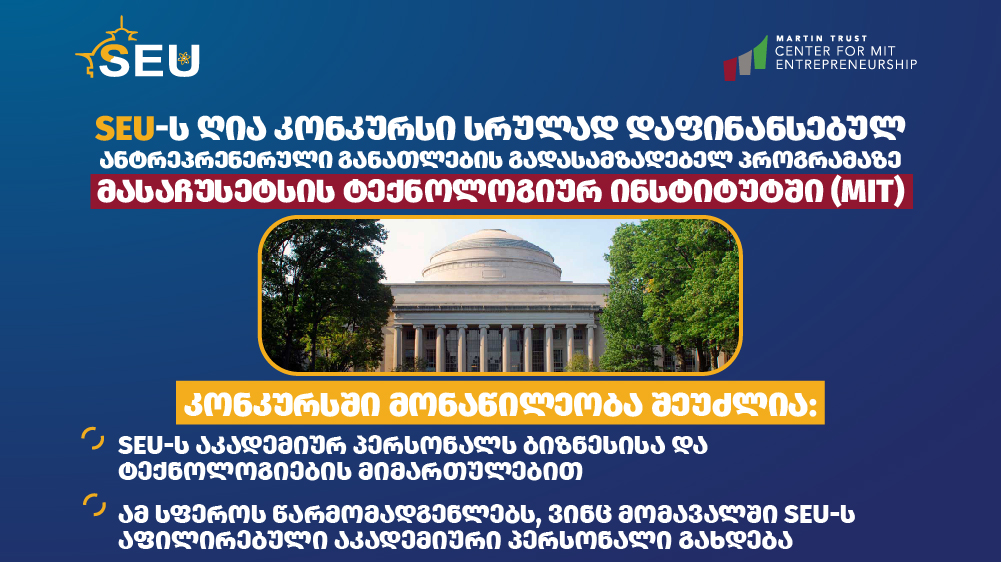 SEU
MARTIN TRUST
CENTER FOR MIT
ENTREPRENEURSHIP
SEU-ს ღია კონკურსი სრულად დაფინანსებულ
ანტრეპრენერული განათლების გადასამზადებელ პროგრამაზე
მასაჩუსეტსის ტექნოლოგიურ ინსტიტუტში (MIT)
კონკურსში მონაწილეობა შეუძლია:
SEU-ს აკადემიურ პერსონალს ბიზნესისა და
ტექნოლოგიების მიმართულებით
ამ სფეროს წარმომადგენლებს, ვინც მომავალში SEU-ს
აფილირებული აკადემიური პერსონალი გახდება